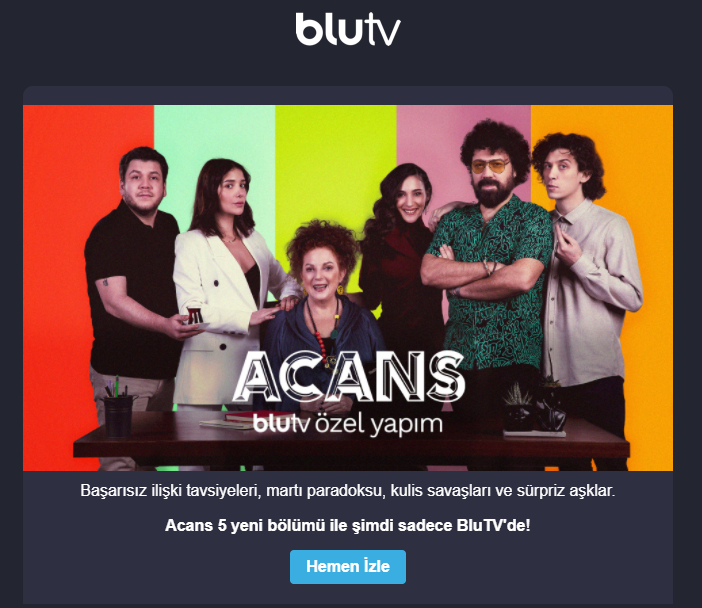 blutv
ACANS
blutv özel yapım
Başarısız ilişki tavsiyeleri, martı paradoksu, kulis savaşları ve sürpriz aşklar.
Acans 5 yeni bölümü ile şimdi sadece BluTV'de!
Hemen İzle